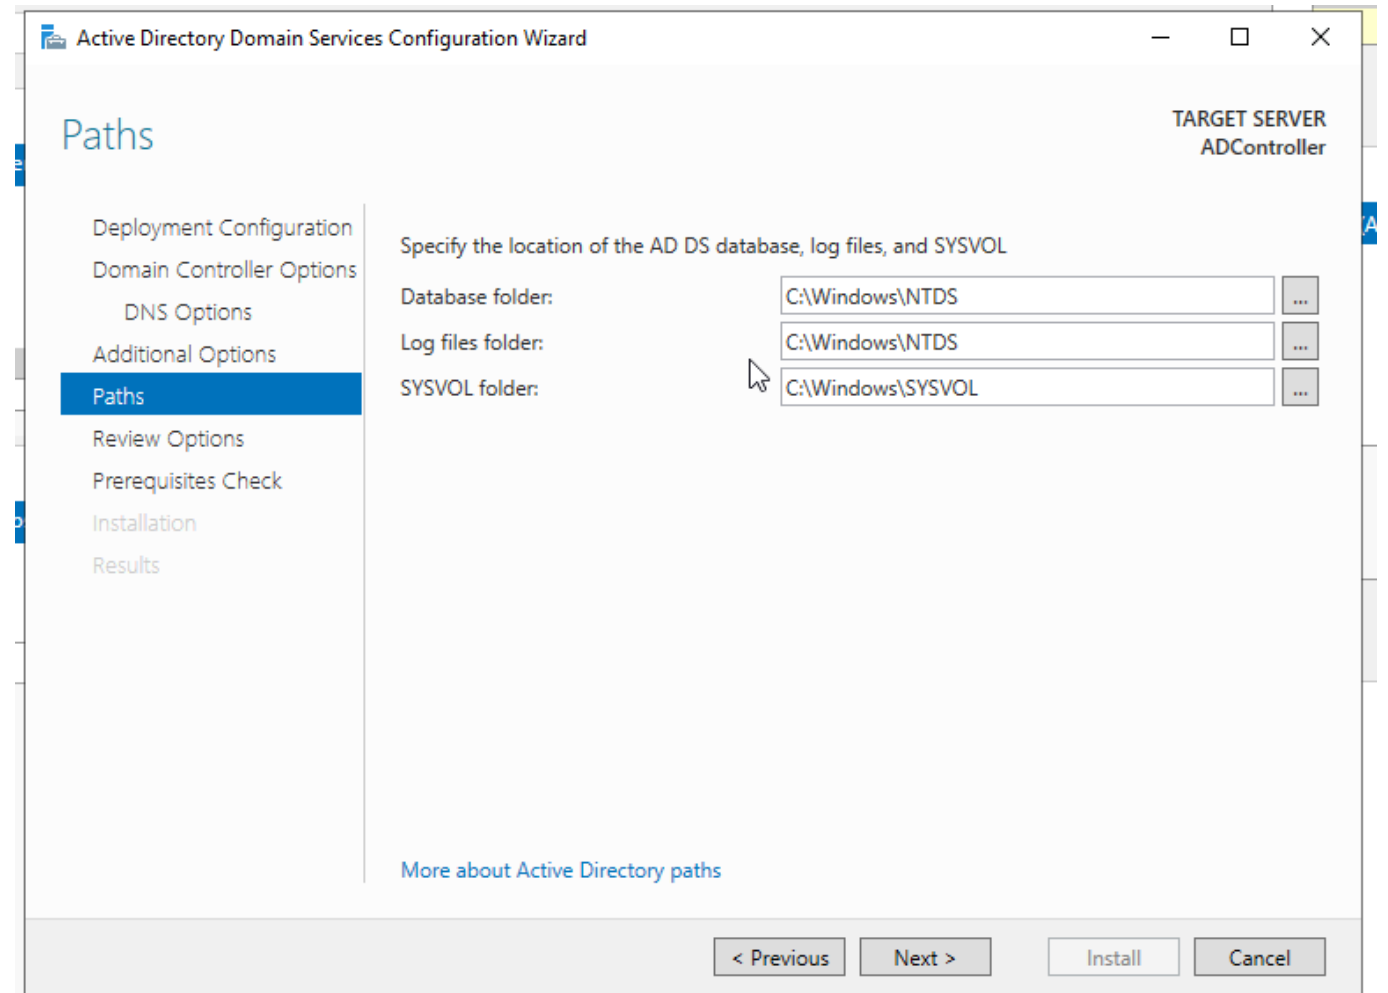 Active Directory Domain Services Configuration Wizard
Paths
TARGET SERVER
ADController
Deployment Configuration
Domain Controller Options
DNS Options
Additional Options
Paths
Review Options
Prerequisites Check
Installation
Results
Specify the location of the AD DS database, log files, and SYSVOL
Database folder: C:\Windows\NTDS ...
Log files folder: C:\Windows\NTDS ...
SYSVOL folder: C:\Windows\SYSVOL ...
More about Active Directory paths
< Previous Next > Install Cancel